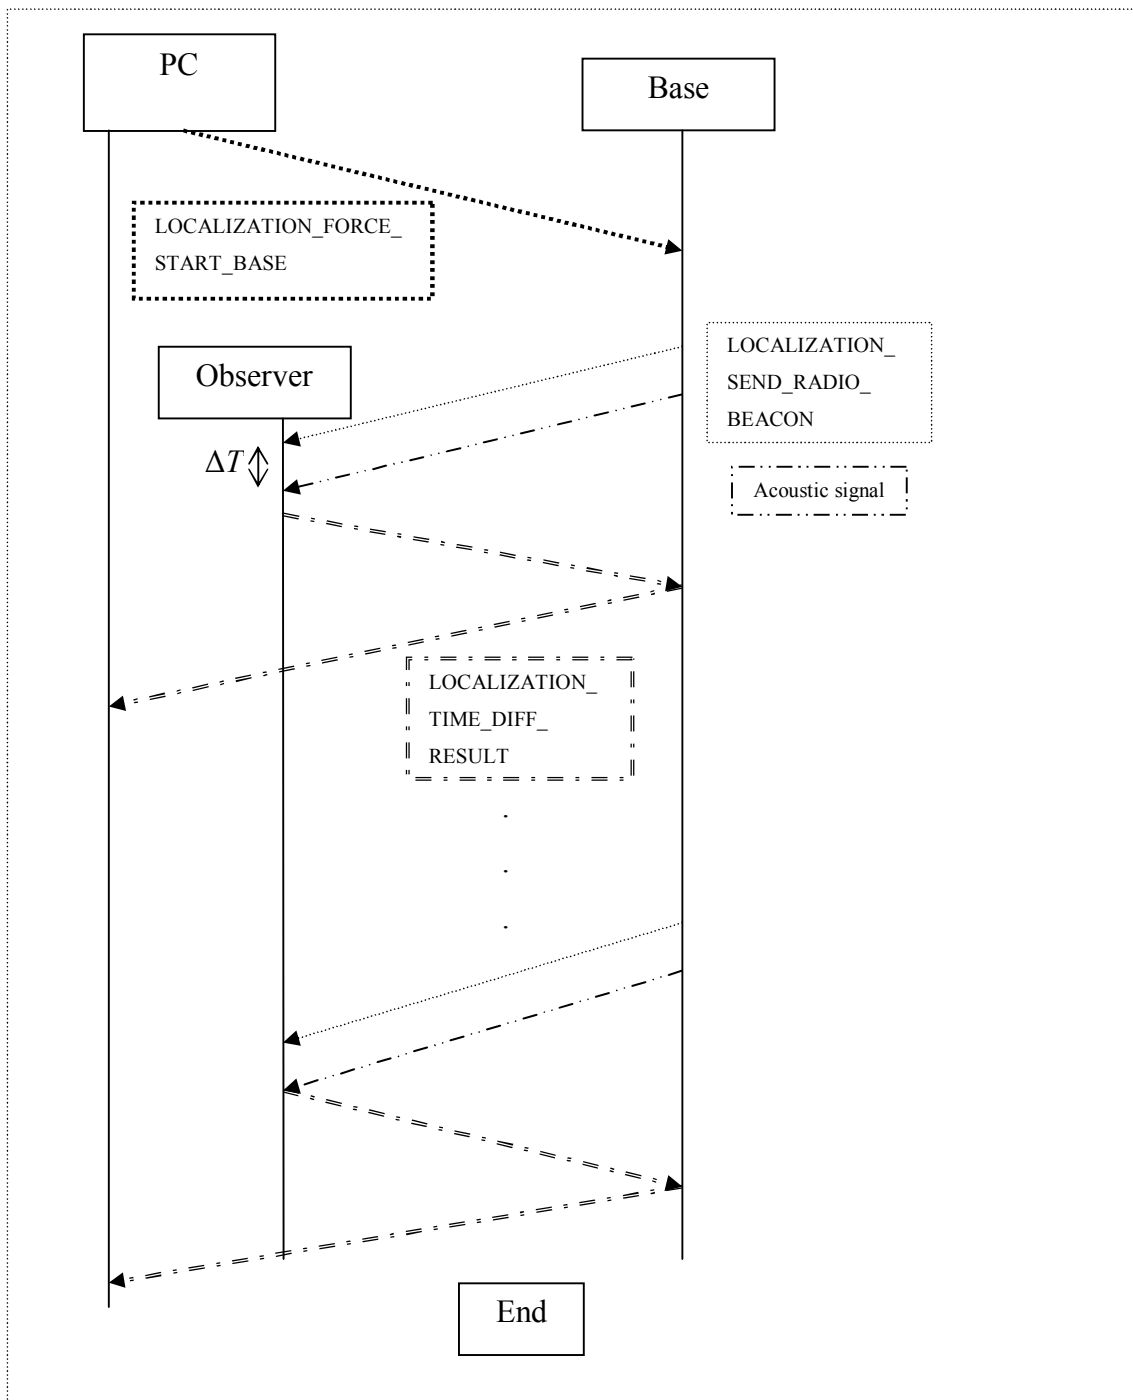 PC
Base
LOCALIZATION_FORCE_
START_BASE
LOCALIZATION_
SEND_RADIO_
BEACON
Observer
ΔT
Acoustic signal
LOCALIZATION_
TIME_DIFF_
RESULT
.
.
.
End